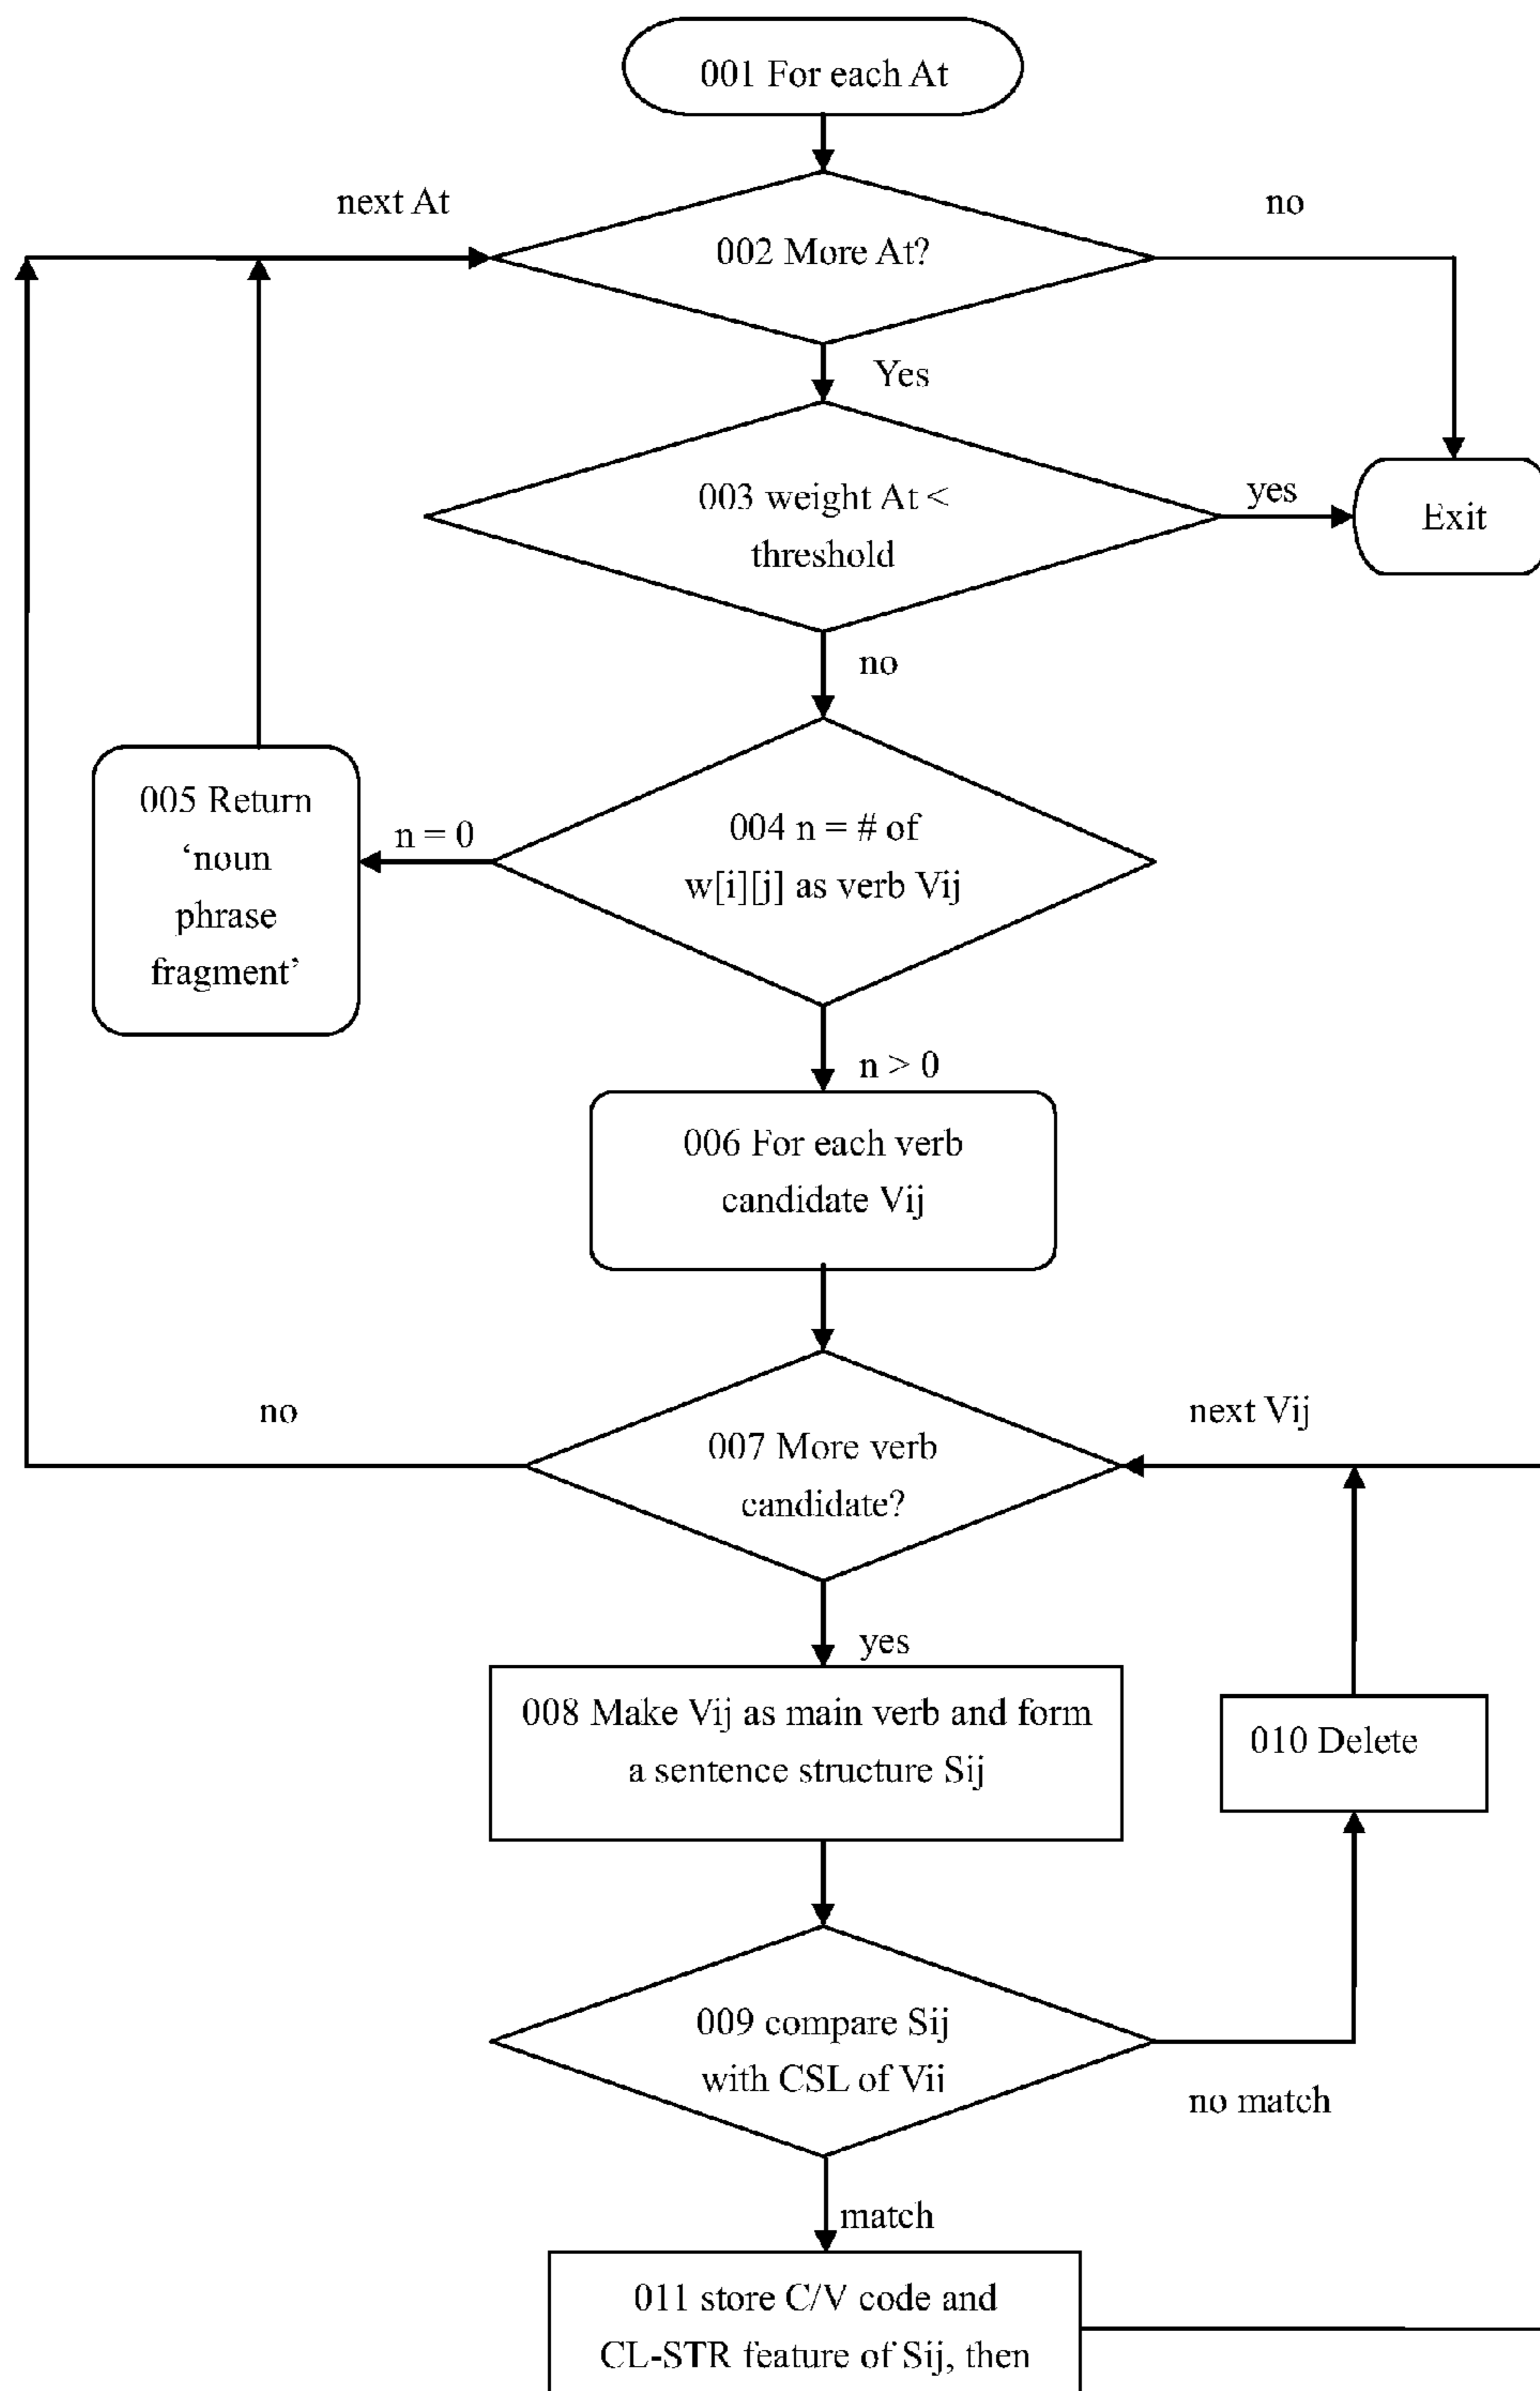 001 For each At
next At
no
002 More At?
Yes
003 weight At <
threshold
yes
Exit
no
005 Return
‘noun
phrase
fragment’
n = 0
004 n = # of
w[i][j] as verb Vij
n > 0
006 For each verb
candidate Vij
no
next Vij
007 More verb
candidate?
yes
008 Make Vij as main verb and form
a sentence structure Sij
010 Delete
009 compare Sij
with CSL of Vij
no match
match
011 store C/V code and
CL-STR feature of Sij, then